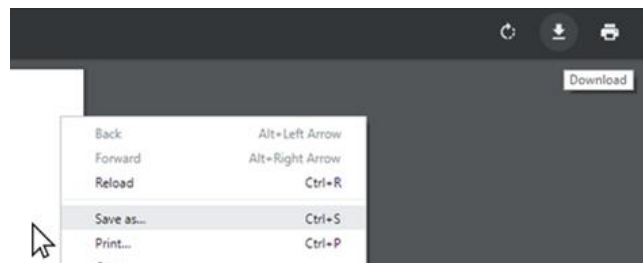 Download
Back Alt+Left Arrow
Forward Alt+Right Arrow
Reload Ctrl+R
Save as... Ctrl+S
Print... Ctrl+P